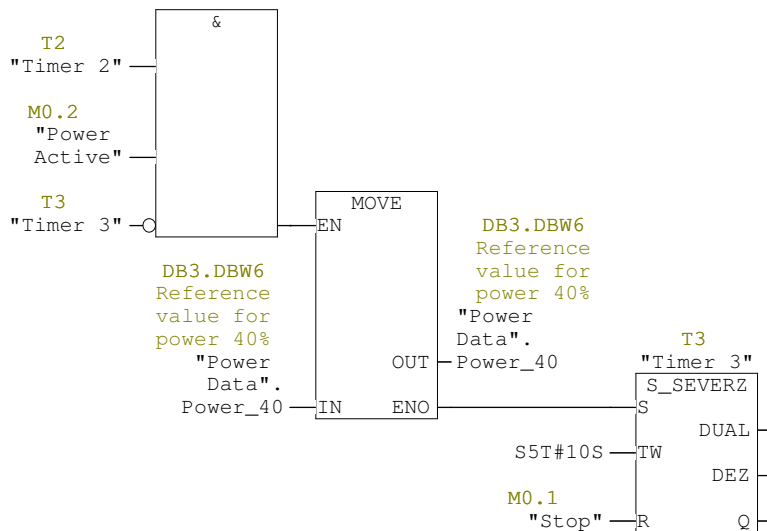 &
T2
"Timer 2"
M0.2
"Power
Active"
T3
"Timer 3"
MOVE
EN
DB3.DBW6
Reference
value for
power 40%
"Power
Data".
Power_40
IN
DB3.DBW6
Reference
value for
power 40%
"Power
Data".
OUT
Power_40
ENO
T3
"Timer 3"
S_SEVERZ
S
DUAL
S5T#10S
TW
DEZ
M0.1
"Stop"
R
Q